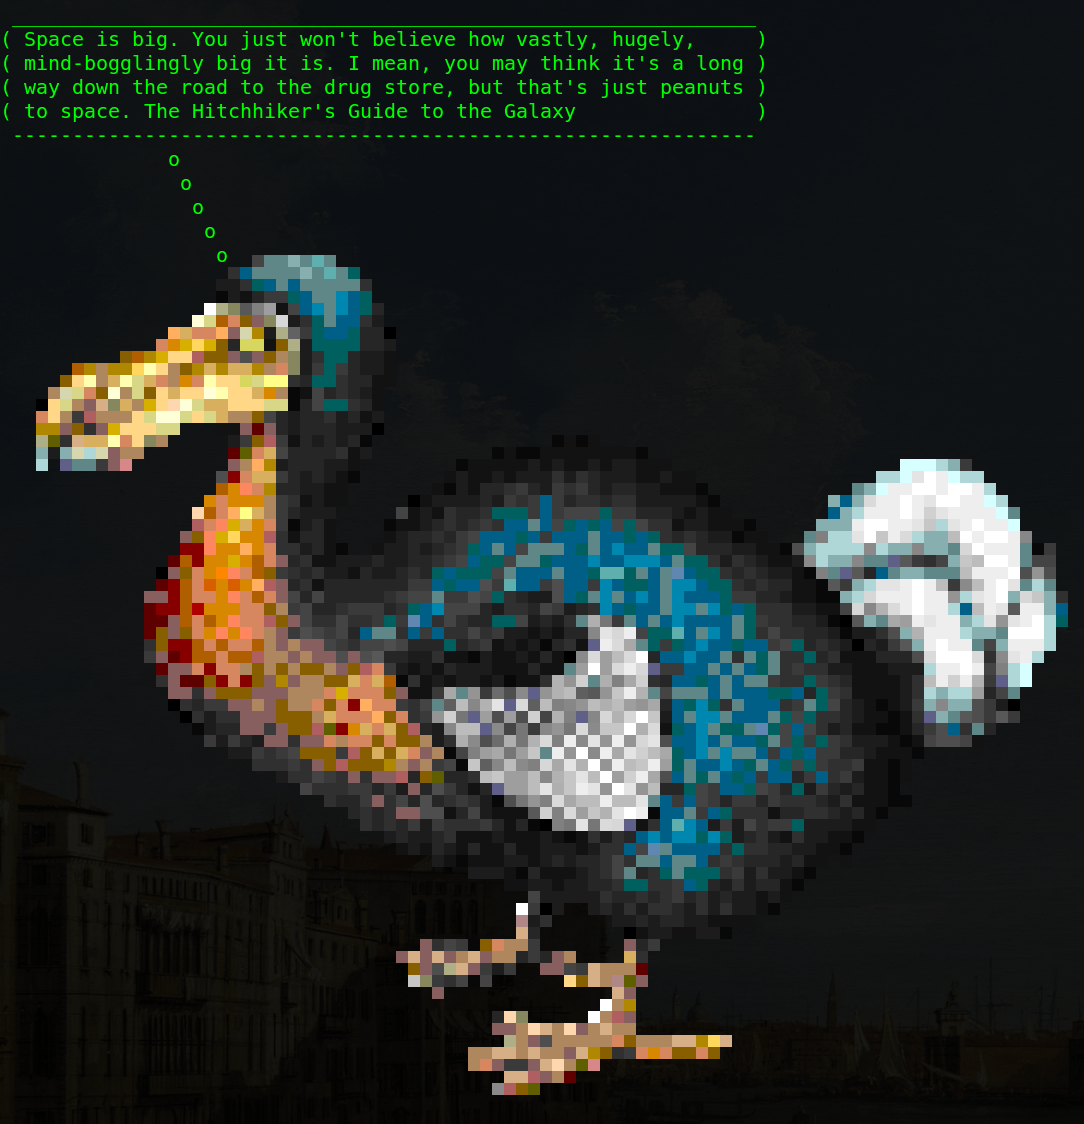 ( Space is big. You just won't believe how vastly, hugely, )
( mind-bogglingly big it is. I mean, you may think it's a long )
( way down the road to the drug store, but that's just peanuts )
( to space. The Hitchhiker's Guide to the Galaxy )
o
o
o
o
o